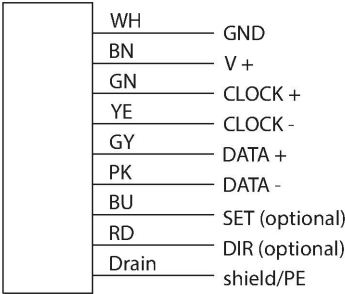 WH GND
BN V +
GN CLOCK +
YE CLOCK -
GY DATA +
PK DATA -
BU SET (optional)
RD DIR (optional)
Drain shield/PE